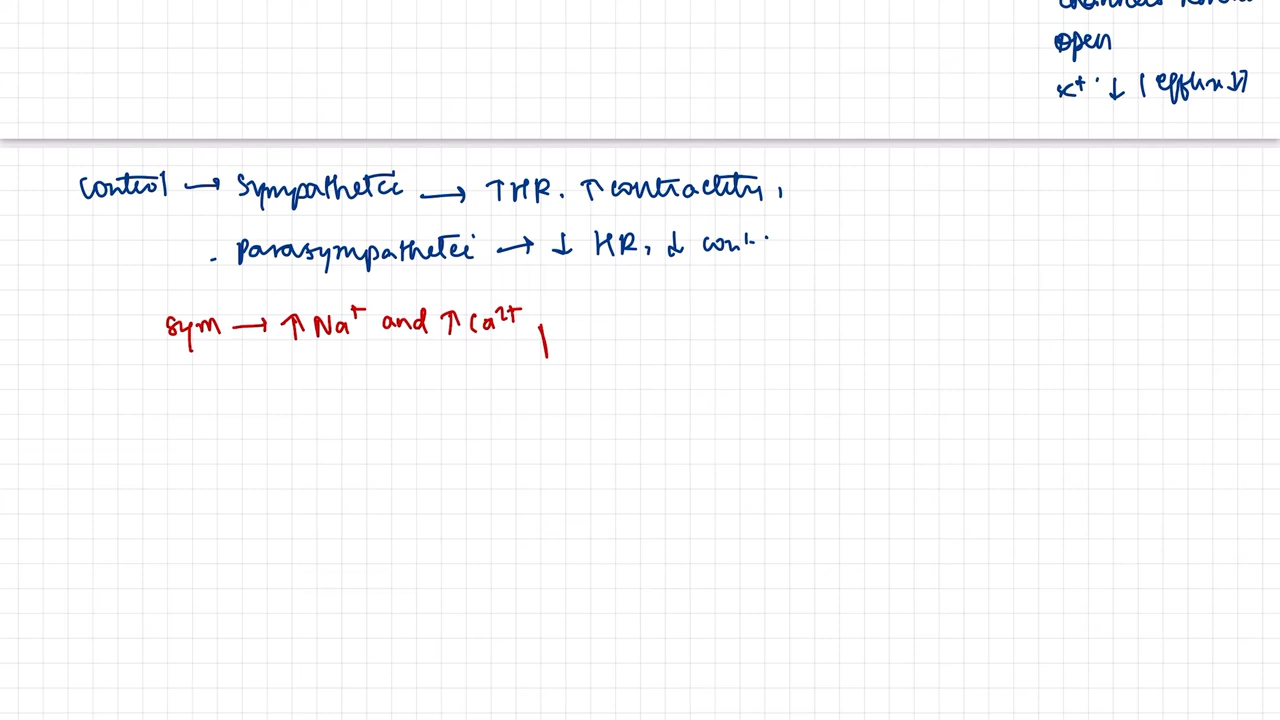 open
K+ ↓ (efflux ↓)
control → sympathetic → ↑HR. ↑ contractility,
. parasympathetic → ↓ HR, ↓ cont.
sym → ↑ Na+ and ↑ Ca2+